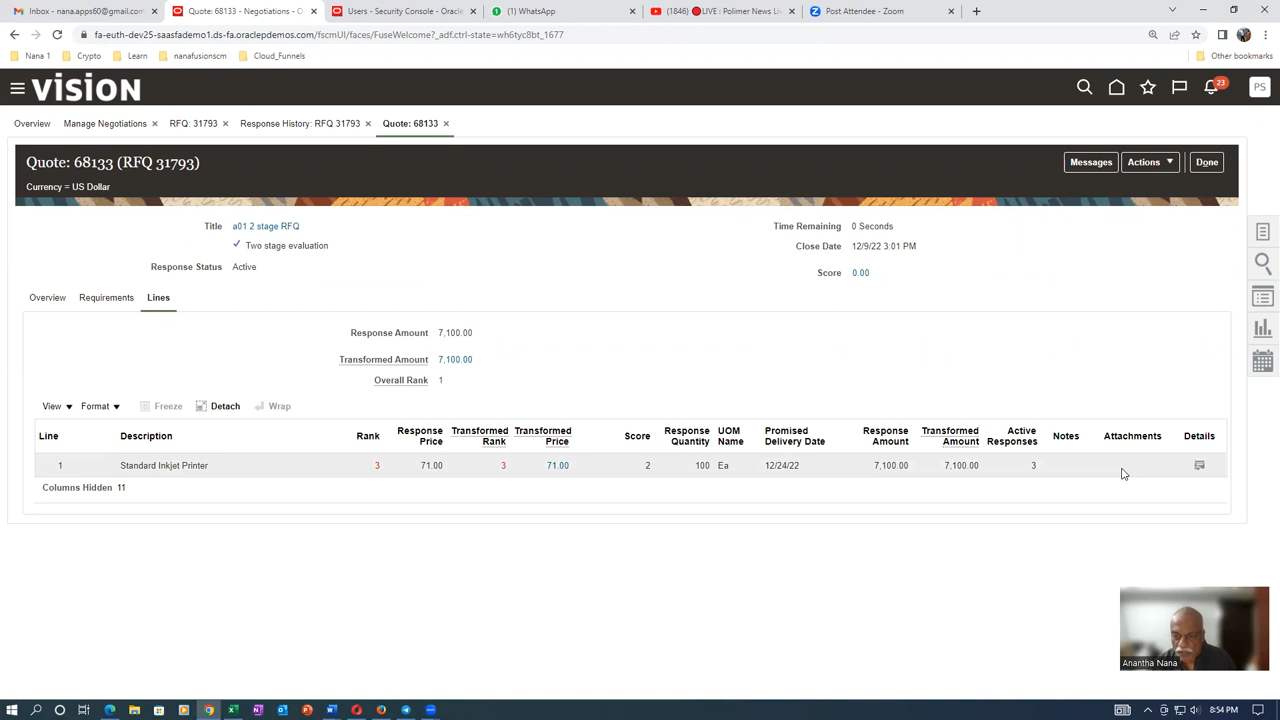 Inbox - nana.apps60@gmail.com
Quote: 68133 - Negotiations - O
Users - Security Console - Oracle
(1) WhatsApp
(1846) 🔴LIVE : Polimer News Li
Post Attendee - Zoom
fa-euth-dev25-saasfademo1.ds-fa.oraclepdemos.com/fscmUI/faces/FuseWelcome?_adf.ctrl-state=wh6tyc8bt_1677
Nana 1
Crypto
Learn
nanafusionscm
Cloud_Funnels
Other bookmarks
VISION
23
PS
Overview
Manage Negotiations
RFQ: 31793
Response History: RFQ 31793
Quote: 68133
Quote: 68133 (RFQ 31793)
Messages
Actions
Done
Currency = US Dollar
Title a01 2 stage RFQ
Time Remaining 0 Seconds
Two stage evaluation
Close Date 12/9/22 3:01 PM
Response Status Active
Score 0.00
Overview Requirements Lines
Response Amount 7,100.00
Transformed Amount 7,100.00
Overall Rank 1
View Format Freeze Detach Wrap
Line Description Rank Response Price Transformed Rank Transformed Price Score Response Quantity UOM Name Promised Delivery Date Response Amount Transformed Amount Active Responses Notes Attachments Details
1 Standard Inkjet Printer 3 71.00 3 71.00 2 100 Ea 12/24/22 7,100.00 7,100.00 3
Columns Hidden 11
Anantha Nana
8:54 PM